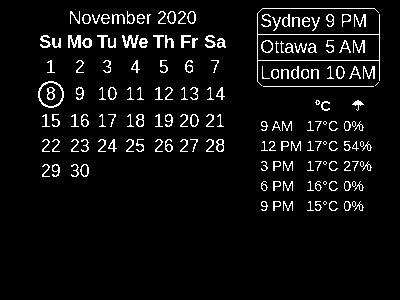 November 2020
Su Mo Tu We Th Fr Sa
1 2 3 4 5 6 7
8 9 10 11 12 13 14
15 16 17 18 19 20 21
22 23 24 25 26 27 28
29 30
Sydney 9 PM
Ottawa 5 AM
London 10 AM
°C ☂
9 AM 17°C 0%
12 PM 17°C 54%
3 PM 17°C 27%
6 PM 16°C 0%
9 PM 15°C 0%